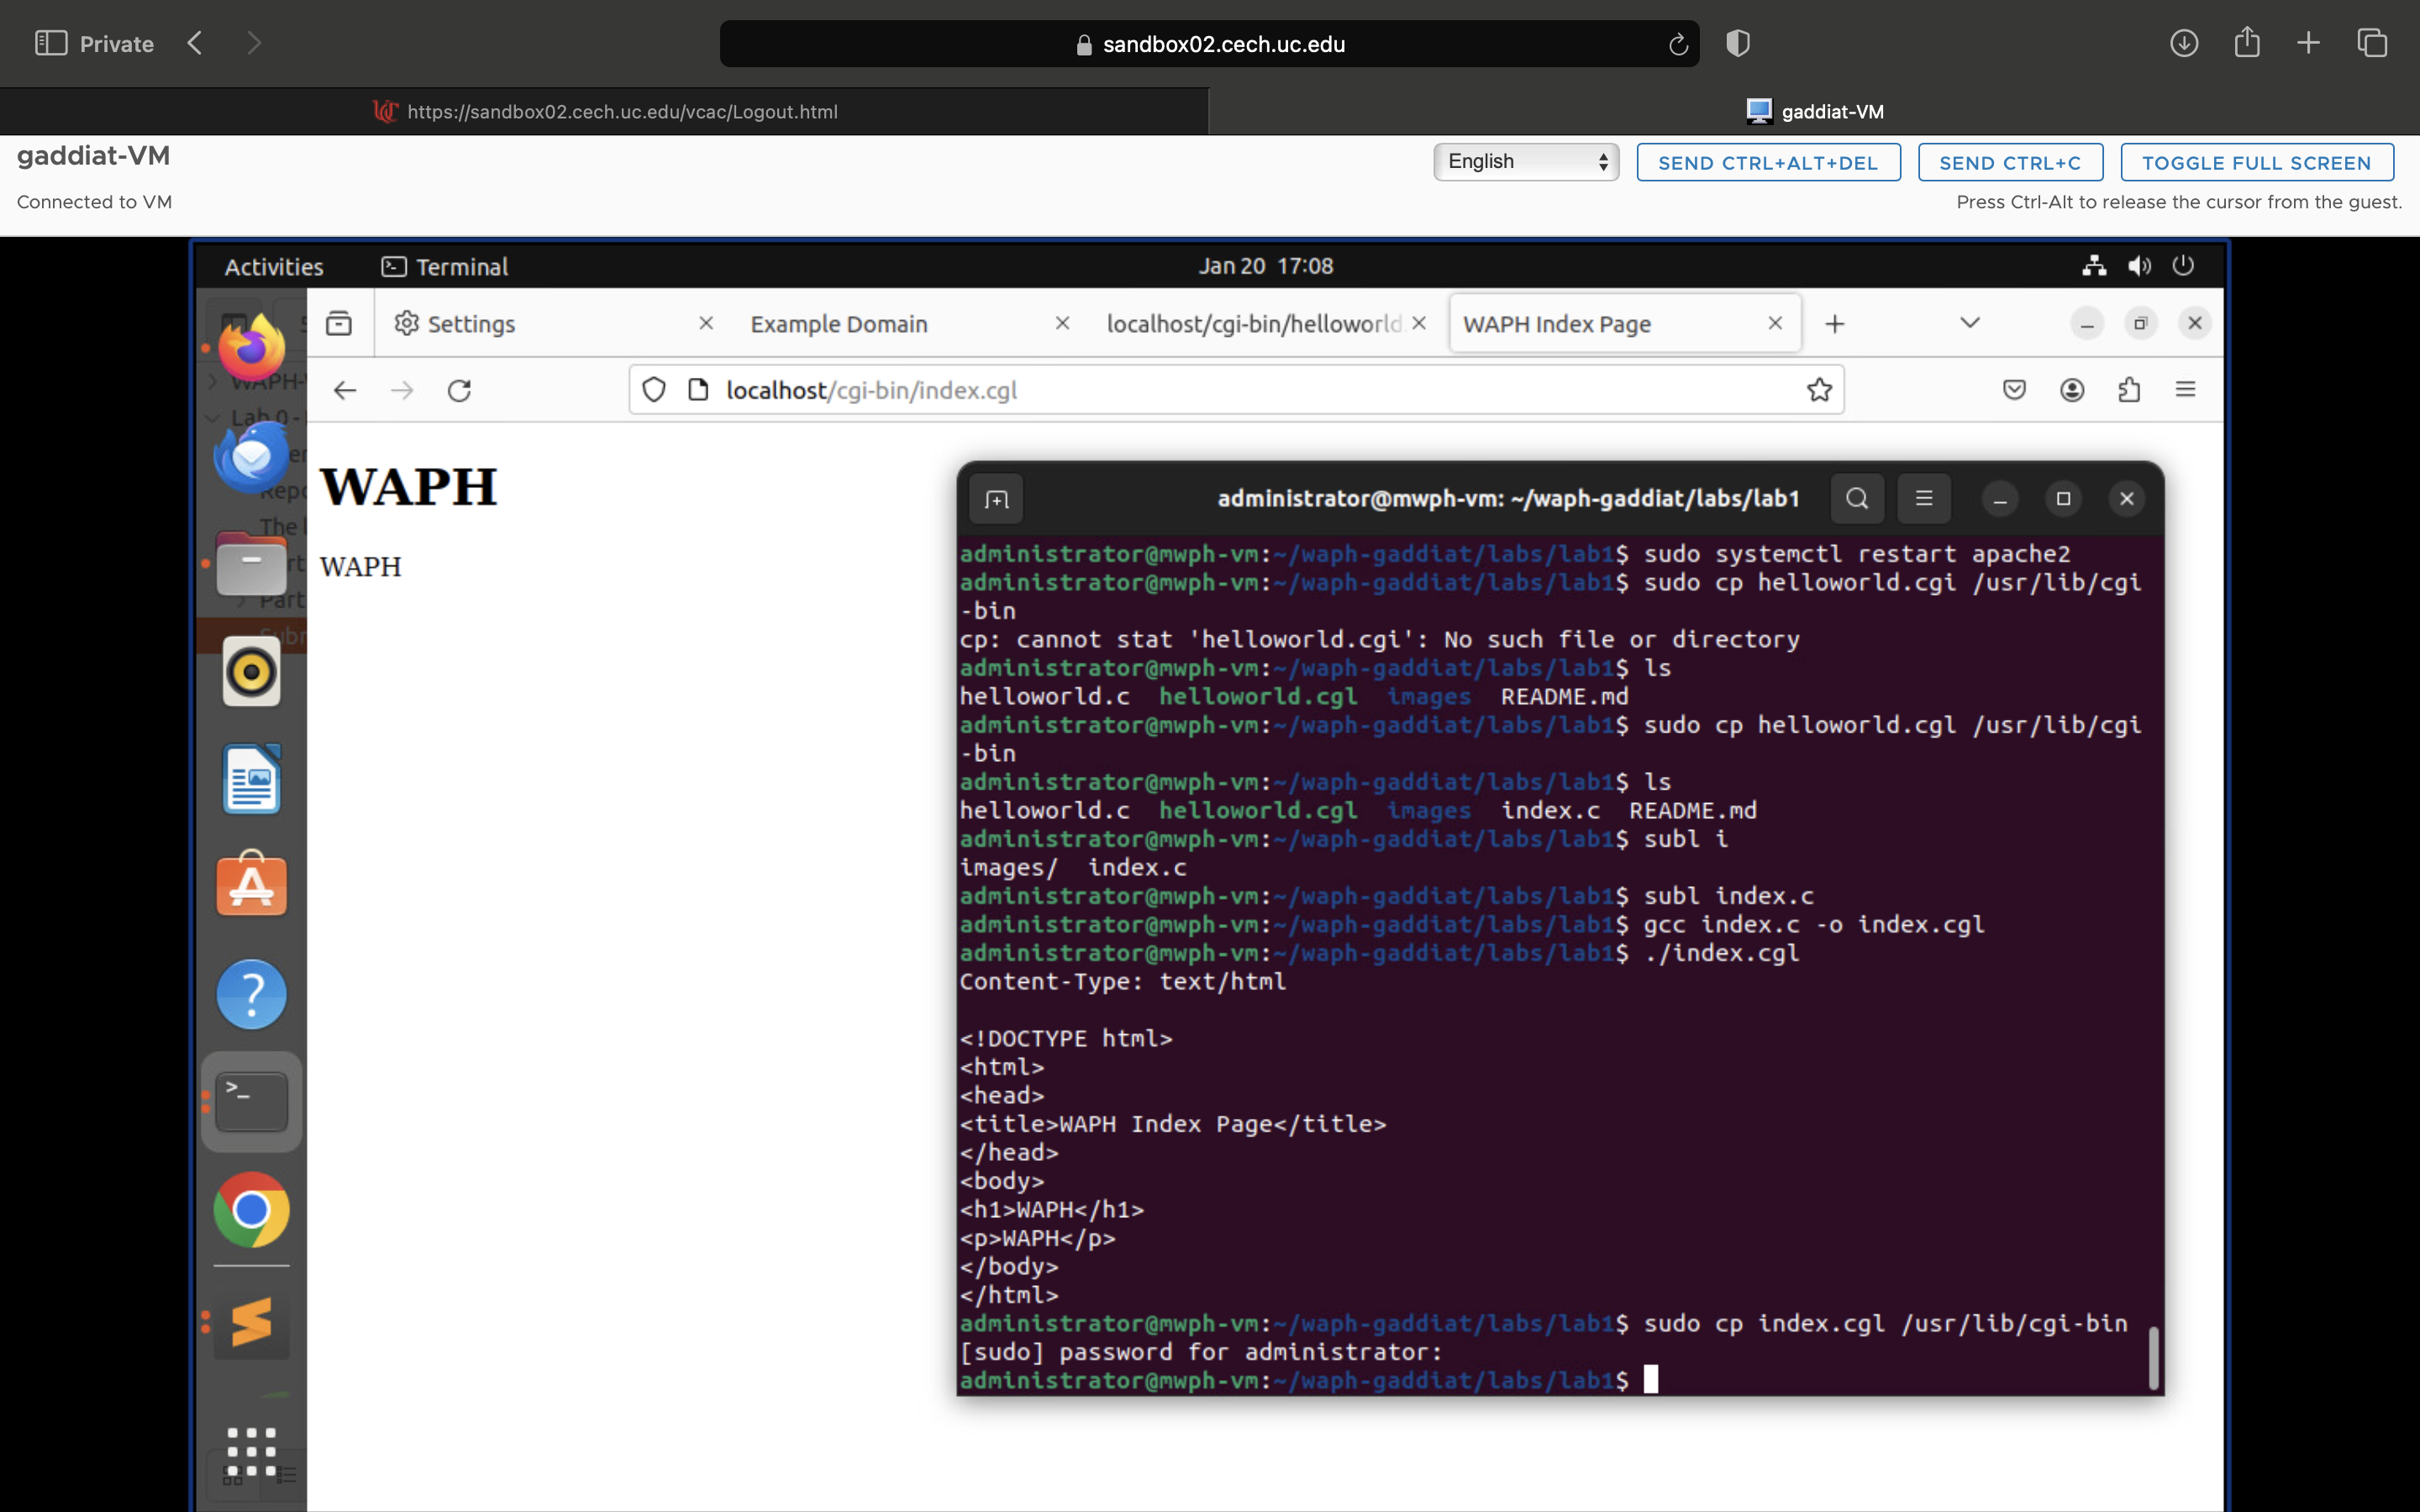 Private
sandbox02.cech.uc.edu
https://sandbox02.cech.uc.edu/vcac/Logout.html
gaddiat-VM
gaddiat-VM
English
SEND CTRL+ALT+DEL
SEND CTRL+C
TOGGLE FULL SCREEN
Connected to VM
Press Ctrl-Alt to release the cursor from the guest.
Activities
Terminal
Jan 20 17:08
Settings
Example Domain
localhost/cgi-bin/helloworld
WAPH Index Page
localhost/cgi-bin/index.cgl
WAPH
WAPH
administrator@mwph-vm: ~/waph-gaddiat/labs/lab1
administrator@mwph-vm:~/waph-gaddiat/labs/lab1$ sudo systemctl restart apache2
administrator@mwph-vm:~/waph-gaddiat/labs/lab1$ sudo cp helloworld.cgi /usr/lib/cgi
-bin
cp: cannot stat 'helloworld.cgi': No such file or directory
administrator@mwph-vm:~/waph-gaddiat/labs/lab1$ ls
helloworld.c helloworld.cgl images README.md
administrator@mwph-vm:~/waph-gaddiat/labs/lab1$ sudo cp helloworld.cgl /usr/lib/cgi
-bin
administrator@mwph-vm:~/waph-gaddiat/labs/lab1$ ls
helloworld.c helloworld.cgl images index.c README.md
administrator@mwph-vm:~/waph-gaddiat/labs/lab1$ subl i
images/ index.c
administrator@mwph-vm:~/waph-gaddiat/labs/lab1$ subl index.c
administrator@mwph-vm:~/waph-gaddiat/labs/lab1$ gcc index.c -o index.cgl
administrator@mwph-vm:~/waph-gaddiat/labs/lab1$ ./index.cgl
Content-Type: text/html
<!DOCTYPE html>
<html>
<head>
<title>WAPH Index Page</title>
</head>
<body>
<h1>WAPH</h1>
<p>WAPH</p>
</body>
</html>
administrator@mwph-vm:~/waph-gaddiat/labs/lab1$ sudo cp index.cgl /usr/lib/cgi-bin
[sudo] password for administrator:
administrator@mwph-vm:~/waph-gaddiat/labs/lab1$